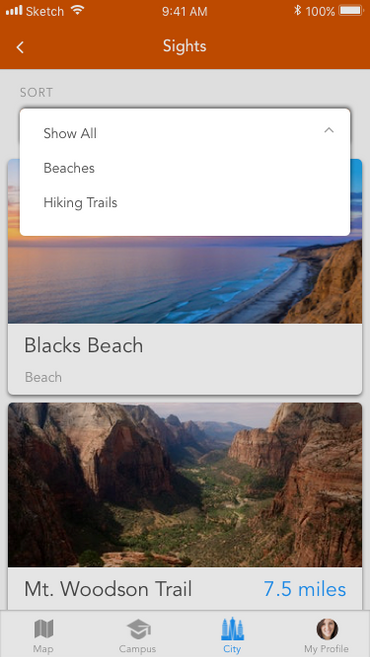 Sketch 9:41 AM 100%
Sights
SORT
Show All
Beaches
Hiking Trails
Blacks Beach
Beach
Mt. Woodson Trail 7.5 miles
Map Campus City My Profile